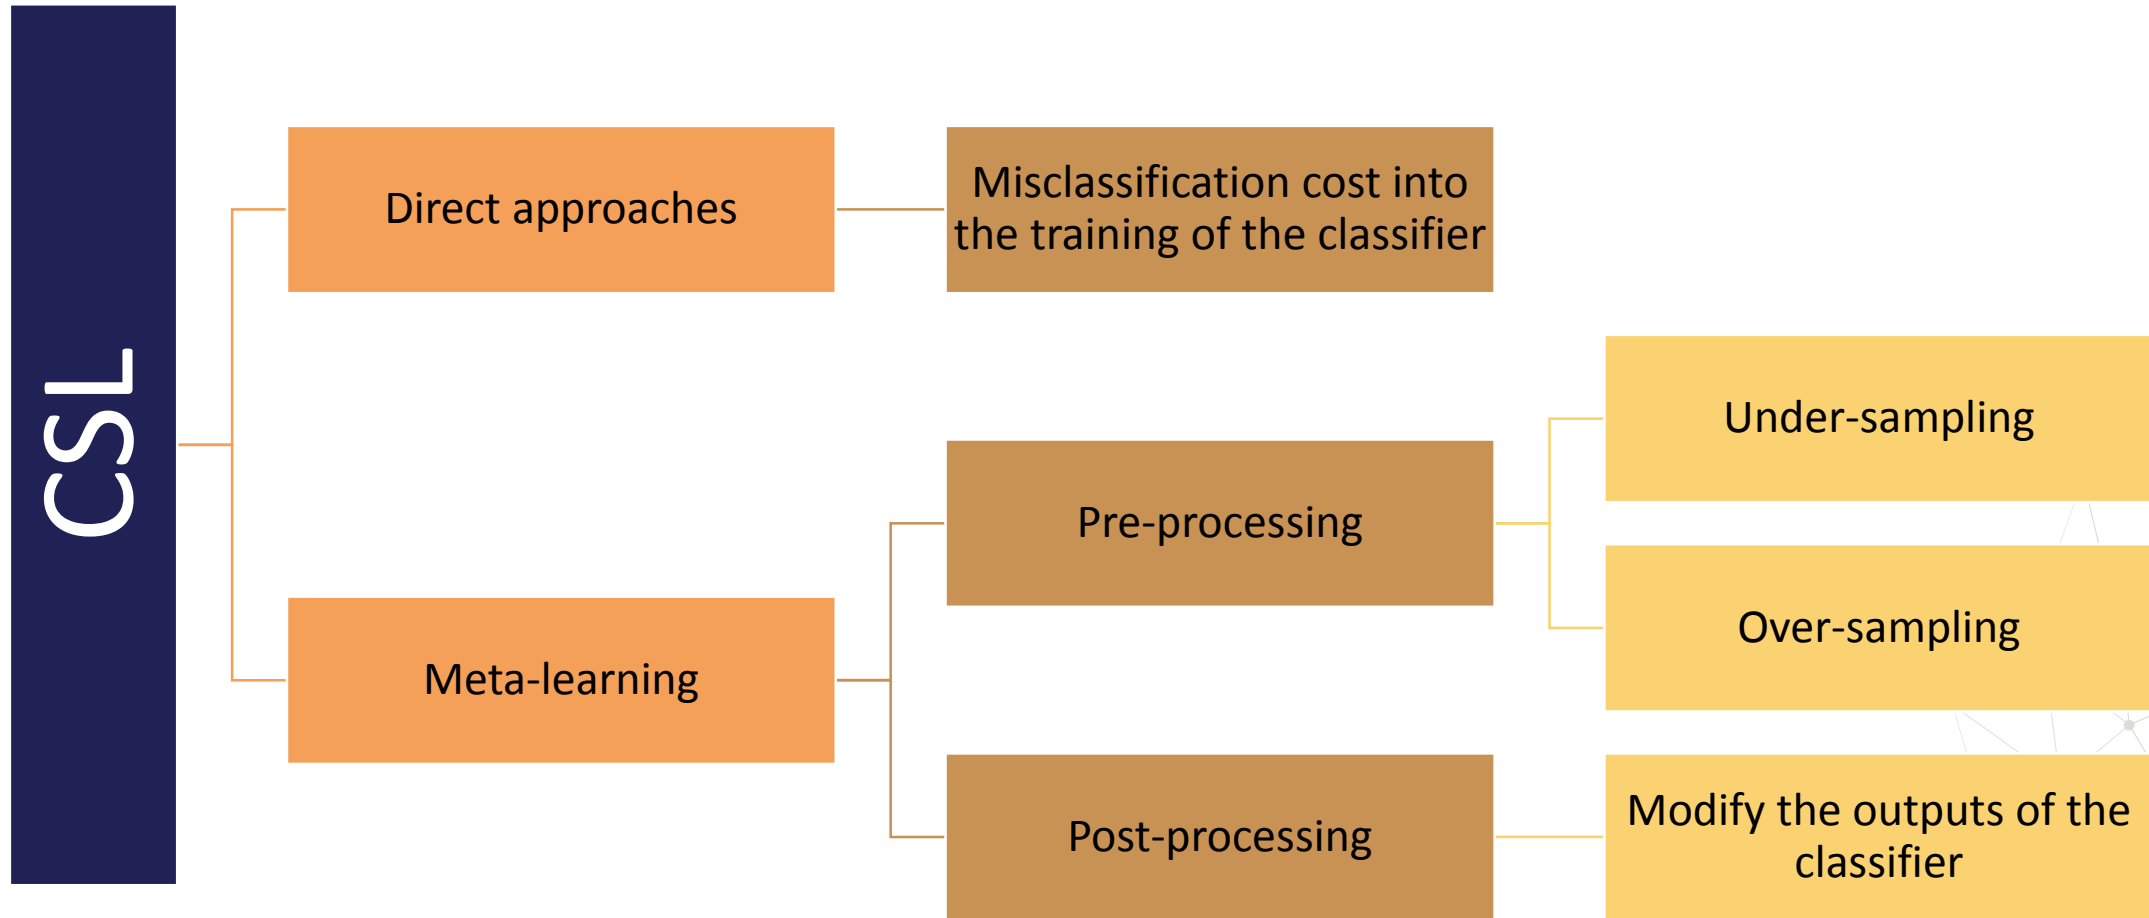 CSL
Direct approaches
Misclassification cost into
the training of the classifier
Meta-learning
Pre-processing
Under-sampling
Over-sampling
Post-processing
Modify the outputs of the
classifier